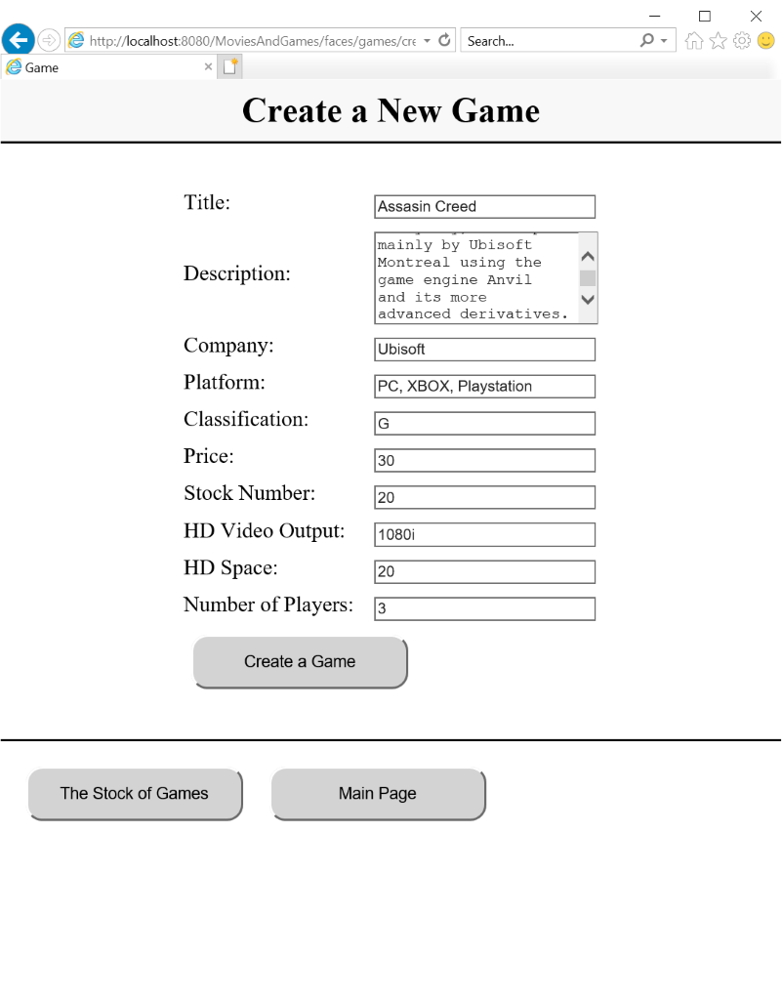 http://localhost:8080/MoviesAndGames/faces/games/cre
Search...
Game
Create a New Game
Title:
Assasin Creed
Description:
mainly by Ubisoft
Montreal using the
game engine Anvil
and its more
advanced derivatives.
Company:
Ubisoft
Platform:
PC, XBOX, Playstation
Classification:
G
Price:
30
Stock Number:
20
HD Video Output:
1080i
HD Space:
20
Number of Players:
3
Create a Game
The Stock of Games
Main Page